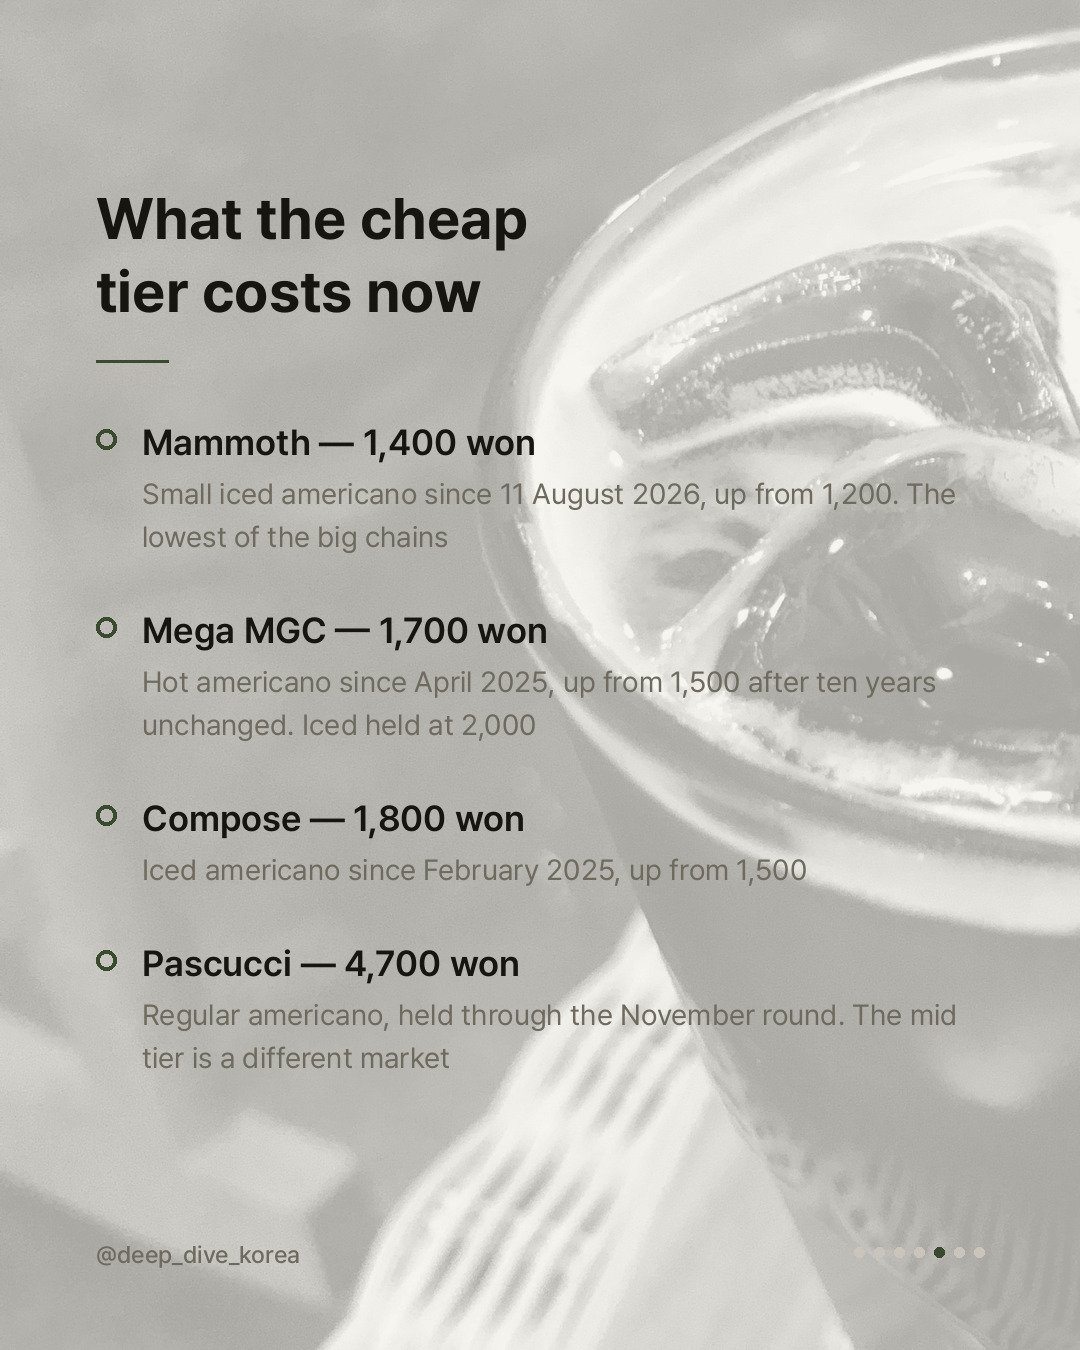 What the cheap
tier costs now
Mammoth — 1,400 won
Small iced americano since 11 August 2026, up from 1,200. The
lowest of the big chains
Mega MGC — 1,700 won
Hot americano since April 2025, up from 1,500 after ten years
unchanged. Iced held at 2,000
Compose — 1,800 won
Iced americano since February 2025, up from 1,500
Pascucci — 4,700 won
Regular americano, held through the November round. The mid
tier is a different market
@deep_dive_korea